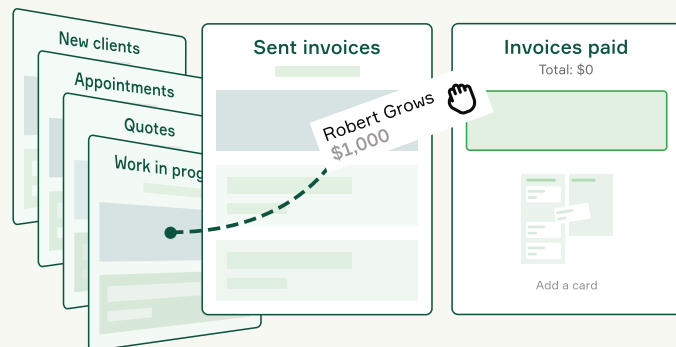 New clients
Appointments
Quotes
Work in prog
Sent invoices
Robert Grows
$1,000
Invoices paid
Total: $0
Add a card